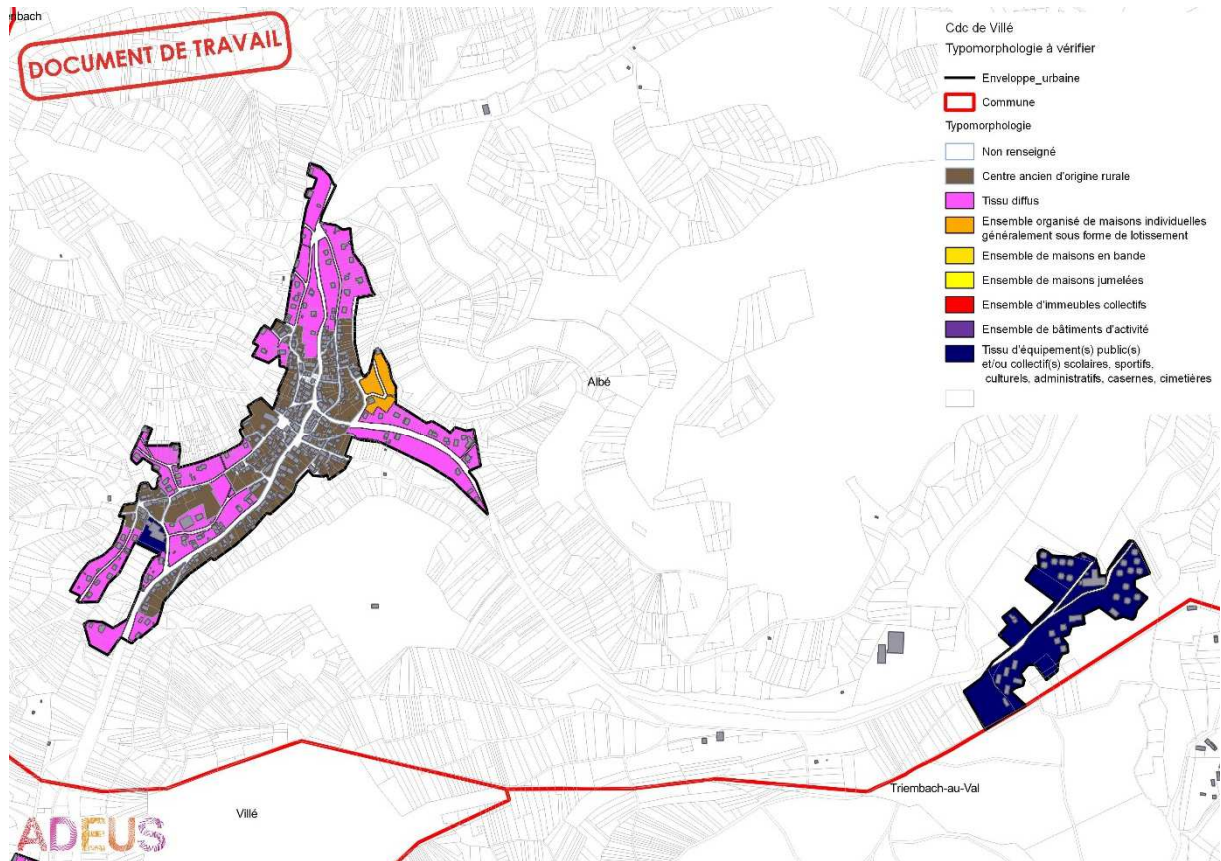 enbach
DOCUMENT DE TRAVAIL
Cdc de Villé
Typomorphologie à vérifier
Enveloppe_urbaine
Commune
Typomorphologie
Non renseigné
Centre ancien d'origine rurale
Tissu diffus
Ensemble organisé de maisons individuelles
généralement sous forme de lotissement
Ensemble de maisons en bande
Ensemble de maisons jumelées
Ensemble d'immeubles collectifs
Ensemble de bâtiments d'activité
Tissu d'équipement(s) public(s)
et/ou collectif(s) scolaires, sportifs,
culturels, administratifs, casernes, cimetières
Albé
Triembach-au-Val
Villé
ADEUS